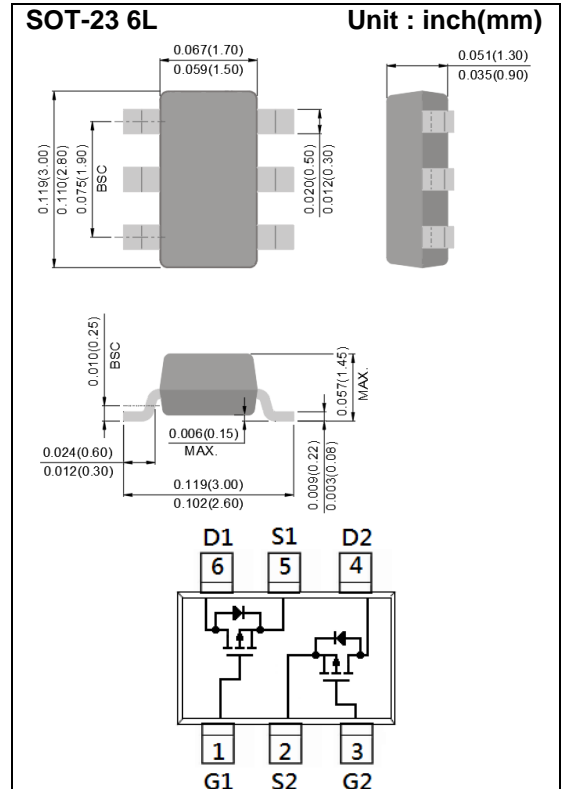 SOT-23 6L Unit : inch(mm)
0.067(1.70)
0.059(1.50)
0.051(1.30)
0.035(0.90)
0.119(3.00)
0.110(2.80)
0.075(1.90)
BSC
0.020(0.50)
0.012(0.30)
0.010(0.25)
BSC
0.057(1.45)
MAX.
0.006(0.15)
MAX.
0.024(0.60)
0.012(0.30)
0.009(0.22)
0.003(0.08)
0.119(3.00)
0.102(2.60)
D1 S1 D2
6 5 4
1 2 3
G1 S2 G2